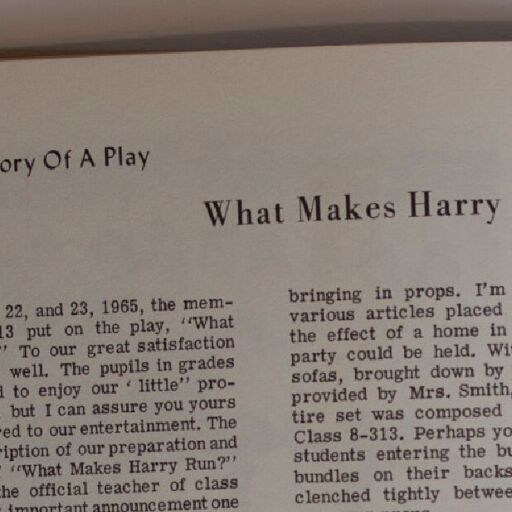 ory Of A Play
What Makes Harry
22, and 23, 1965, the mem-
13 put on the play, "What
" To our great satisfaction
well. The pupils in grades
to enjoy our ' little" pro-
but I can assure you yours
ed to our entertainment. The
iption of our preparation and
"What Makes Harry Run?"
he official teacher of class
important announcement one
bringing in props. I'm
various articles placed
the effect of a home in
party could be held. Wi
sofas, brought down by
provided by Mrs. Smith,
tire set was composed
Class 8-313. Perhaps yo
students entering the bu
bundles on their backs
clenched tightly betwee